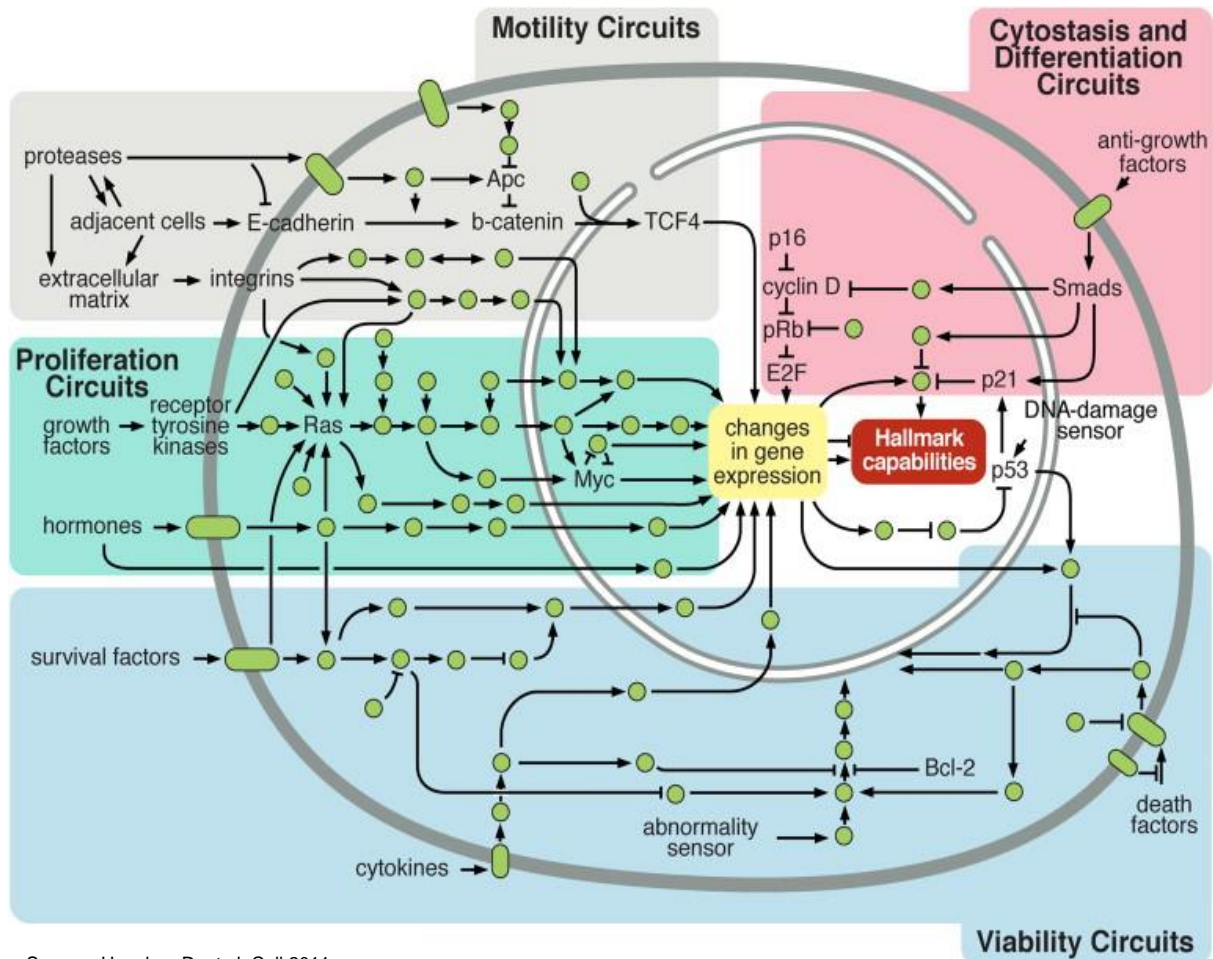 Motility Circuits
Cytostasis and
Differentiation
Circuits
proteases
adjacent cells
E-cadherin
extracellular
matrix
integrins
Apc
b-catenin
TCF4
anti-growth
factors
p16
cyclin D
Smads
pRb
E2F
p21
DNA-damage
sensor
Proliferation
Circuits
growth
factors
receptor
tyrosine
kinases
Ras
Myc
changes
in gene
expression
Hallmark
capabilities
p53
hormones
survival factors
Bcl-2
abnormality
sensor
cytokines
death
factors
Viability Circuits